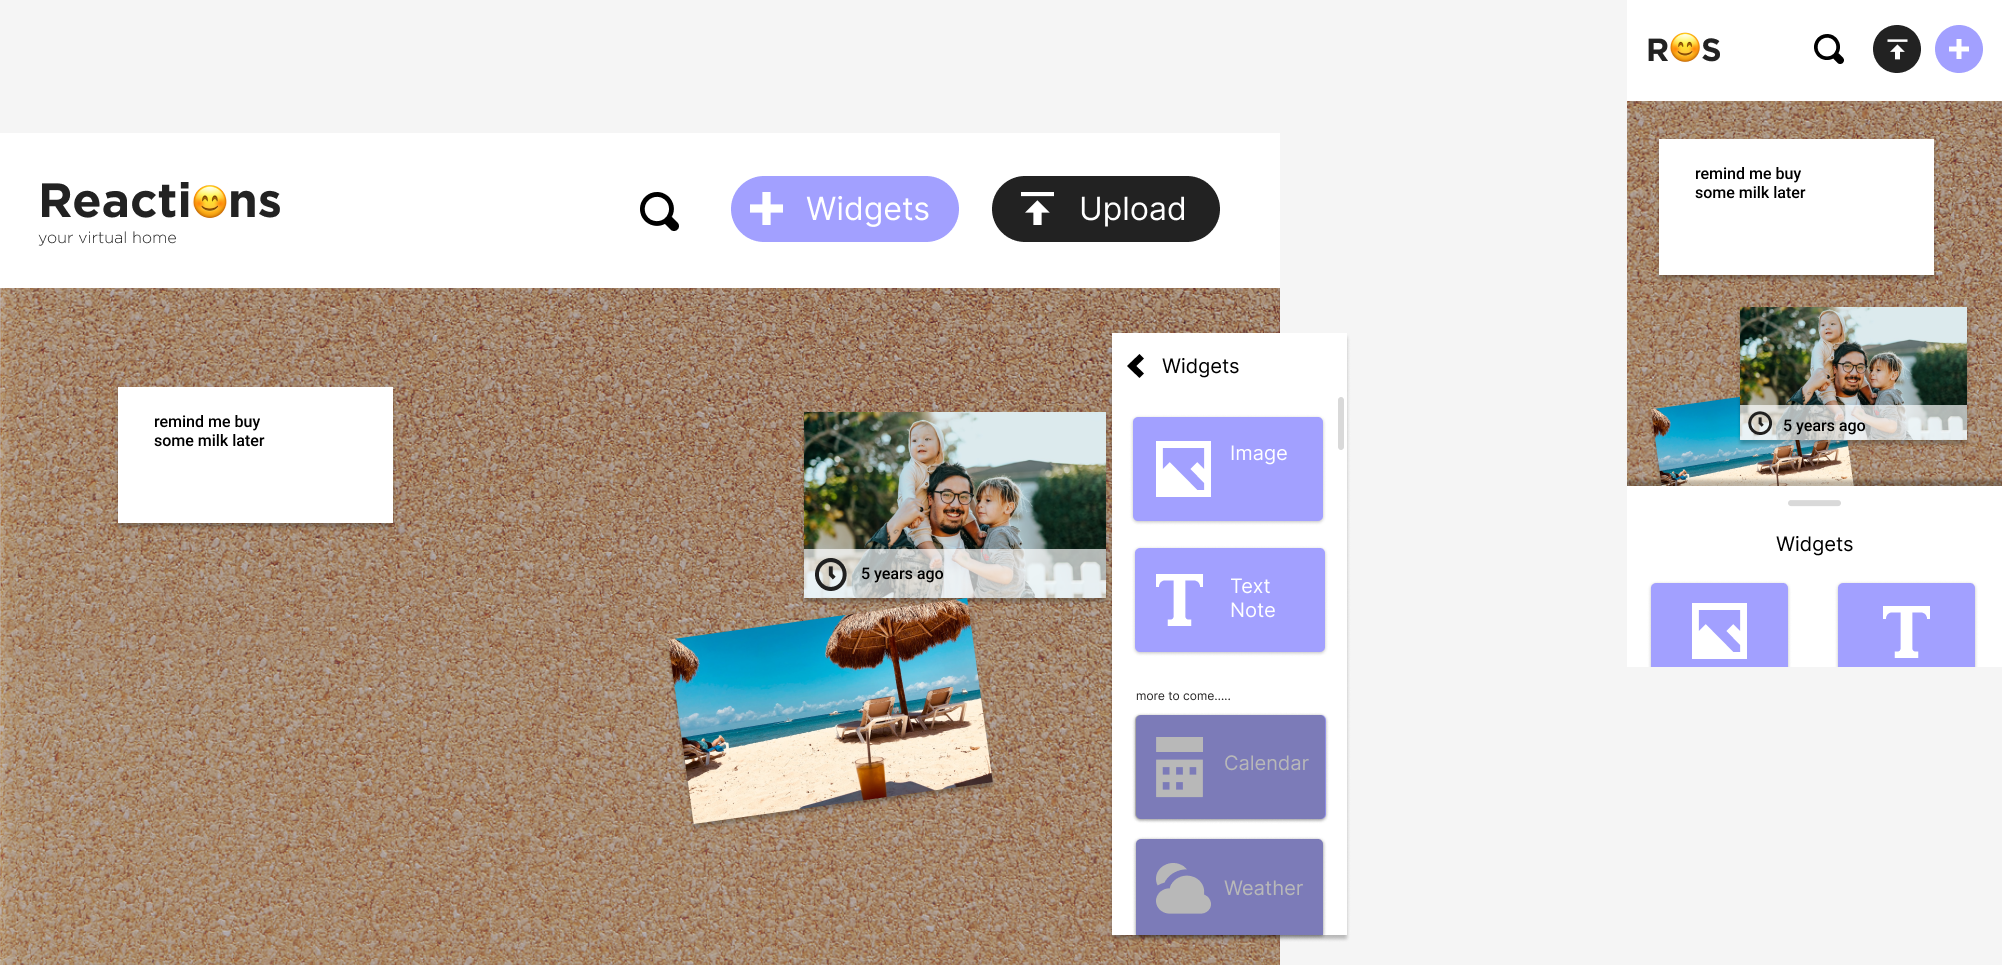 Reacti😊ns
your virtual home
Widgets
Upload
remind me buy
some milk later
5 years ago
Widgets
Image
Text
Note
more to come.....
Calendar
Weather
R😊S
remind me buy
some milk later
5 years ago
Widgets